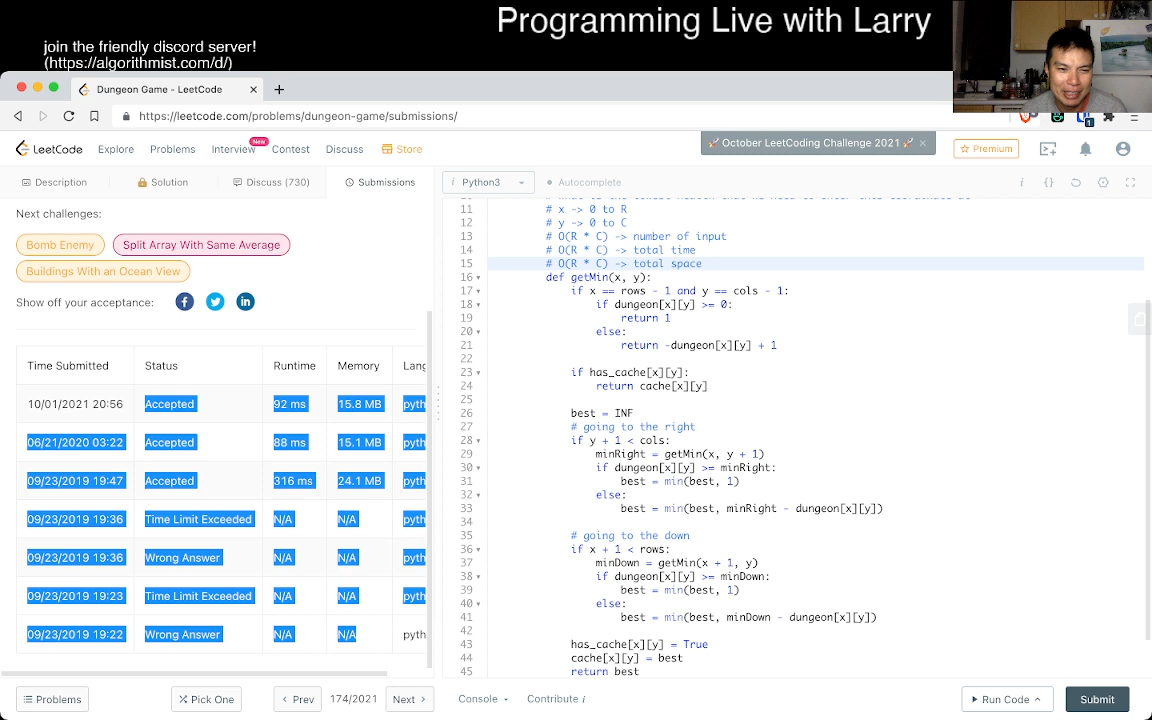 Programming Live with Larry
join the friendly discord server!
(https://algorithmist.com/d/)
Dungeon Game - LeetCode
https://leetcode.com/problems/dungeon-game/submissions/
1
LeetCode
Explore
Problems
Interview
New
Contest
Discuss
Store
🚀 October LeetCoding Challenge 2021 🚀
Premium
Description
Solution
Discuss (730)
Submissions
i Python3
Autocomplete
i {}
Next challenges:
Bomb Enemy
Split Array With Same Average
Buildings With an Ocean View
Show off your acceptance:
Time Submitted Status Runtime Memory Lang
10/01/2021 20:56 Accepted 92 ms 15.8 MB pyth
06/21/2020 03:22 Accepted 88 ms 15.1 MB pyth
09/23/2019 19:47 Accepted 316 ms 24.1 MB pyth
09/23/2019 19:36 Time Limit Exceeded N/A N/A pyth
09/23/2019 19:36 Wrong Answer N/A N/A pyth
09/23/2019 19:23 Time Limit Exceeded N/A N/A pyth
09/23/2019 19:22 Wrong Answer N/A N/A pyth
11 # x -> 0 to R
12 # y -> 0 to C
13 # O(R * C) -> number of input
14 # O(R * C) -> total time
15 # O(R * C) -> total space
16 def getMin(x, y):
17 if x == rows - 1 and y == cols - 1:
18 if dungeon[x][y] >= 0:
19 return 1
20 else:
21 return -dungeon[x][y] + 1
22
23 if has_cache[x][y]:
24 return cache[x][y]
25
26 best = INF
27 # going to the right
28 if y + 1 < cols:
29 minRight = getMin(x, y + 1)
30 if dungeon[x][y] >= minRight:
31 best = min(best, 1)
32 else:
33 best = min(best, minRight - dungeon[x][y])
34
35 # going to the down
36 if x + 1 < rows:
37 minDown = getMin(x + 1, y)
38 if dungeon[x][y] >= minDown:
39 best = min(best, 1)
40 else:
41 best = min(best, minDown - dungeon[x][y])
42
43 has_cache[x][y] = True
44 cache[x][y] = best
45 return best
Problems
Pick One
Prev
174/2021
Next
Console
Contribute i
Run Code
Submit